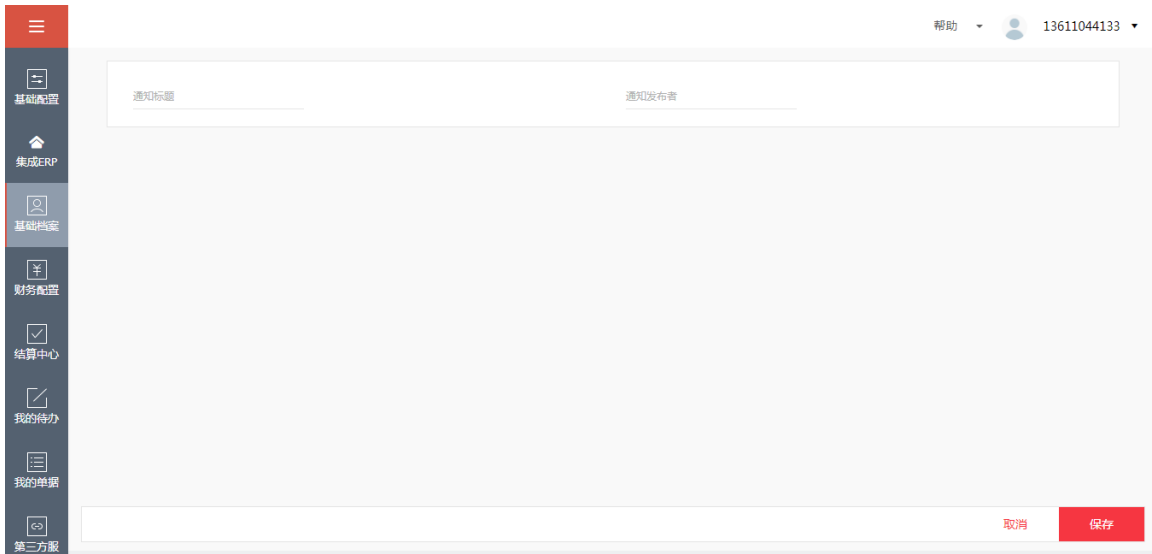 帮助
13611044133
基础配置
集成ERP
基础档案
财务配置
结算中心
我的待办
我的单据
第三方服
通知标题
通知发布者
取消
保存